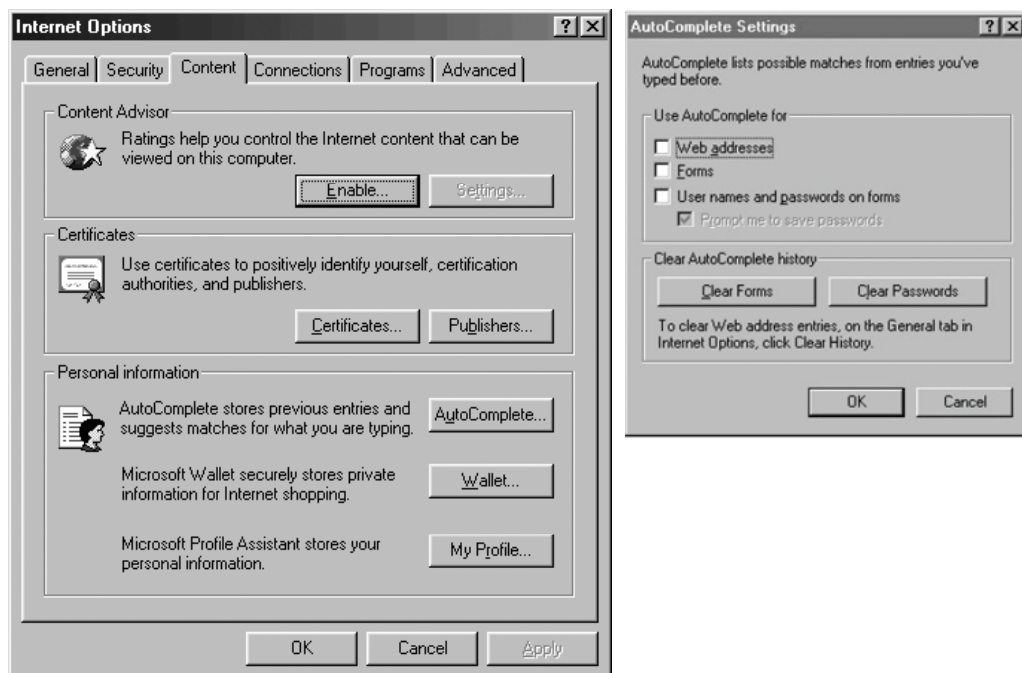 Internet Options
General Security Content Connections Programs Advanced
Content Advisor
Ratings help you control the Internet content that can be
viewed on this computer.
Enable... Settings...
Certificates
Use certificates to positively identify yourself, certification
authorities, and publishers.
Certificates... Publishers...
Personal information
AutoComplete stores previous entries and
suggests matches for what you are typing.
AutoComplete...
Microsoft Wallet securely stores private
information for Internet shopping.
Wallet...
Microsoft Profile Assistant stores your
personal information.
My Profile...
OK Cancel Apply
AutoComplete Settings
AutoComplete lists possible matches from entries you've
typed before.
Use AutoComplete for
Web addresses
Forms
User names and passwords on forms
Prompt me to save passwords
Clear AutoComplete history
Clear Forms Clear Passwords
To clear Web address entries, on the General tab in
Internet Options, click Clear History.
OK Cancel